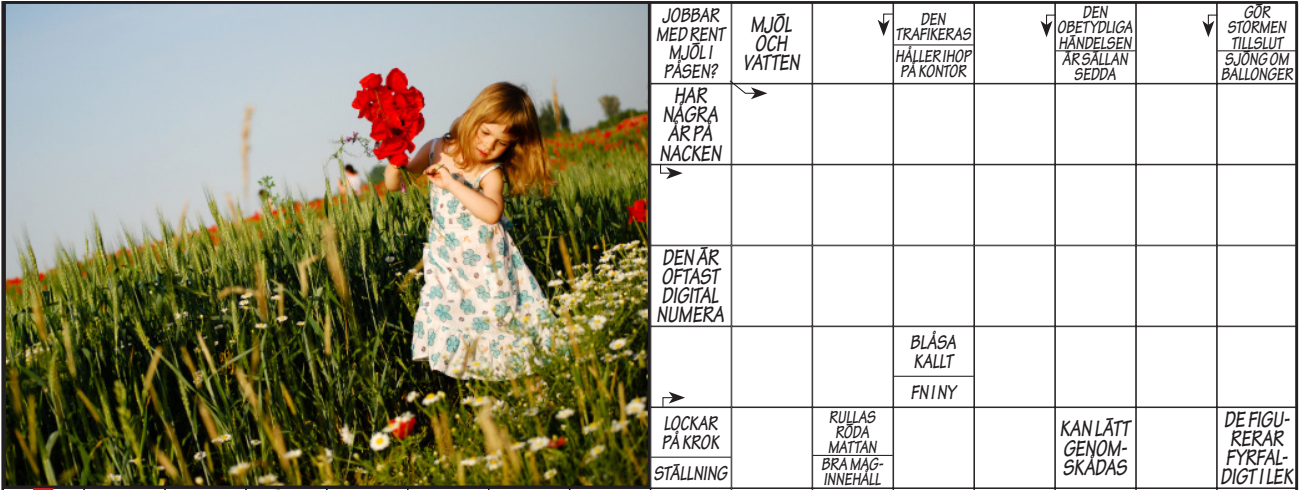 JOBBAR
MED RENT
MJÖL I
PÅSEN?
MJÖL
OCH
VATTEN
DEN
TRAFIKERAS
HÅLLER IHOP
PÅ KONTOR
DEN
OBETYDLIGA
HÄNDELSEN
ÄR SÄLLAN
SEDDA
GÖR
STORMEN
TILLSLUT
SJÖNG OM
BALLONGER
HAR
NÅGRA
ÅR PÅ
NACKEN
DEN ÄR
OFTAST
DIGITAL
NUMERA
BLÅSA
KALLT
FN I NY
LOCKAR
PÅ KROK
STÄLLNING
RULLAS
RÖDA
MATTAN
BRA MAG-
INNEHÅLL
KAN LÄTT
GENOM-
SKÅDAS
DE FIGU-
RERAR
FYRFAL-
DIGT I LEK